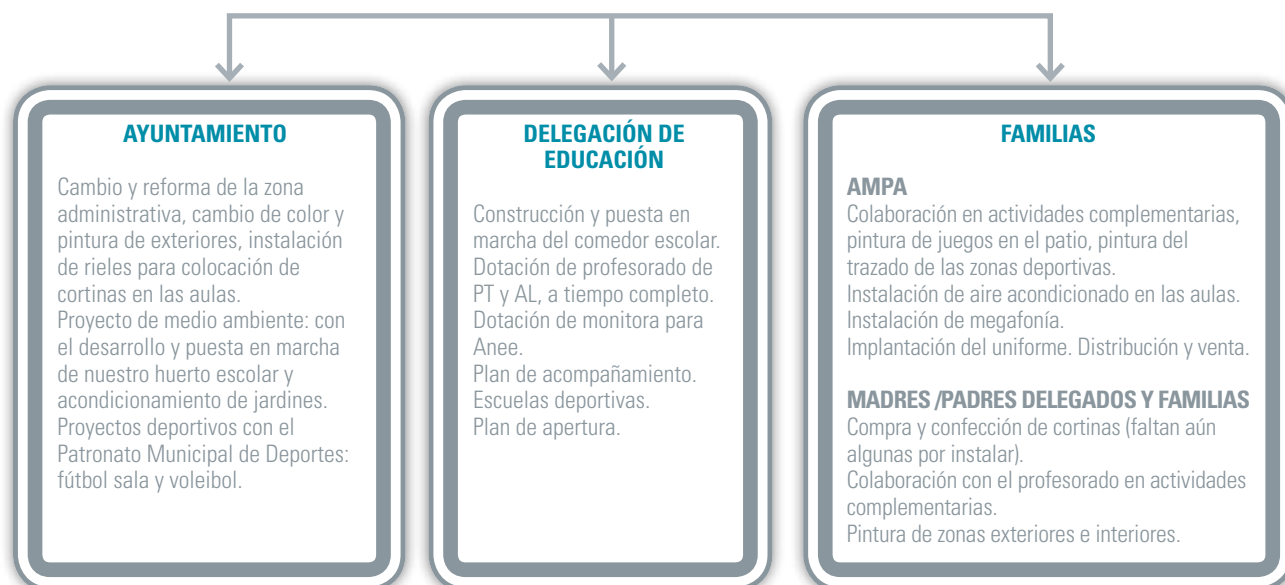 AYUNTAMIENTO
Cambio y reforma de la zona
administrativa, cambio de color y
pintura de exteriores, instalación
de rieles para colocación de
cortinas en las aulas.
Proyecto de medio ambiente: con
el desarrollo y puesta en marcha
de nuestro huerto escolar y
acondicionamiento de jardines.
Proyectos deportivos con el
Patronato Municipal de Deportes:
fútbol sala y voleibol.
DELEGACIÓN DE
EDUCACIÓN
Construcción y puesta en
marcha del comedor escolar.
Dotación de profesorado de
PT y AL, a tiempo completo.
Dotación de monitora para
Anee.
Plan de acompañamiento.
Escuelas deportivas.
Plan de apertura.
FAMILIAS
AMPA
Colaboración en actividades complementarias,
pintura de juegos en el patio, pintura del
trazado de las zonas deportivas.
Instalación de aire acondicionado en las aulas.
Instalación de megafonía.
Implantación del uniforme. Distribución y venta.
MADRES /PADRES DELEGADOS Y FAMILIAS
Compra y confección de cortinas (faltan aún
algunas por instalar).
Colaboración con el profesorado en actividades
complementarias.
Pintura de zonas exteriores e interiores.